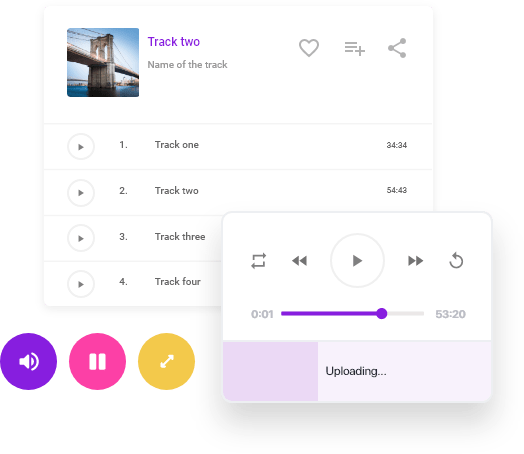 Track two
Name of the track
1. Track one 34:34
2. Track two 54:43
3. Track three
4. Track four
0:01 53:20
Uploading...